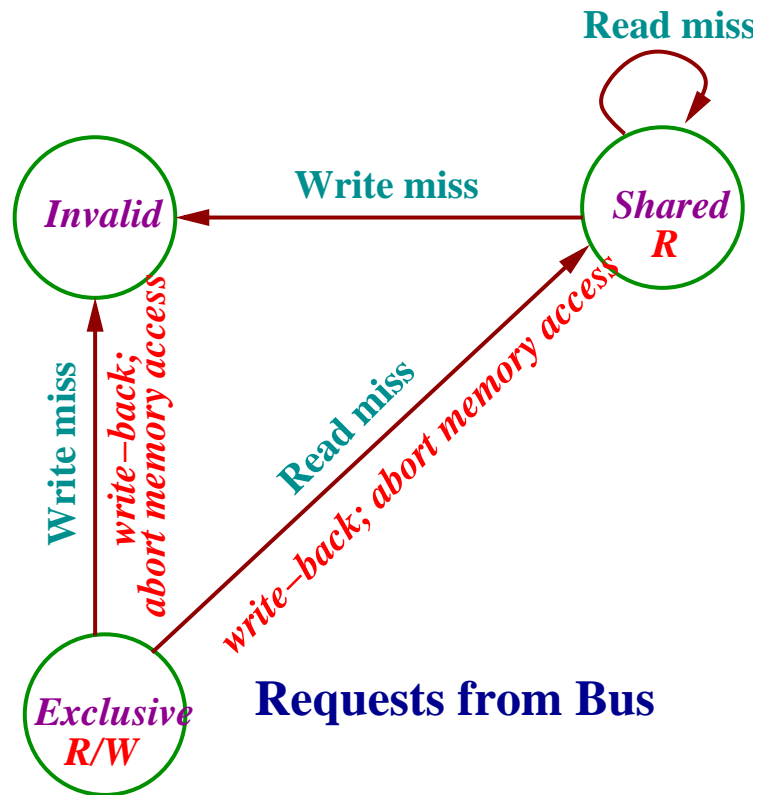 Read miss
Write miss
Invalid
Shared
R
Write miss
write-back;
abort memory access
Read miss
write-back; abort memory access
Exclusive
R/W
Requests from Bus